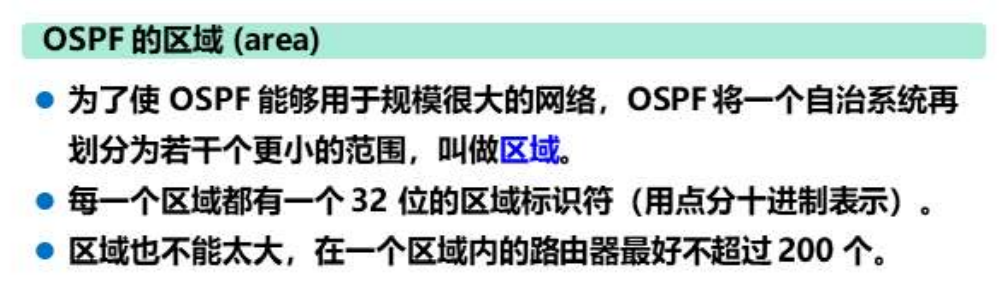 OSPF 的区域 (area)
● 为了使 OSPF 能够用于规模很大的网络，OSPF 将一个自治系统再
划分为若干个更小的范围，叫做区域。
● 每一个区域都有一个 32 位的区域标识符（用点分十进制表示）。
● 区域也不能太大，在一个区域内的路由器最好不超过 200 个。